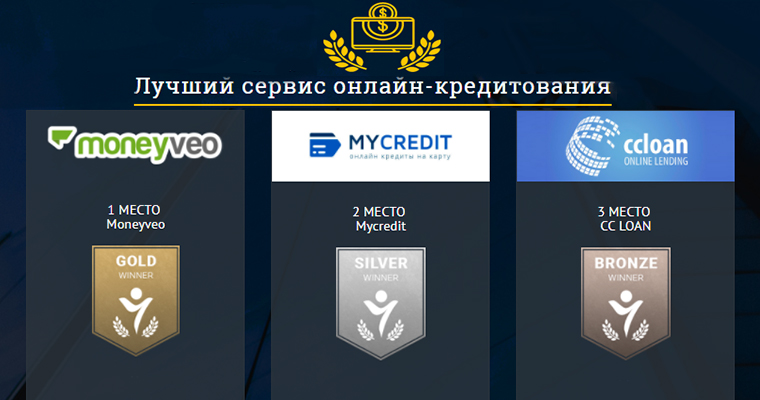 Лучший сервис онлайн-кредитования
moneyveo
MYCREDIT
онлайн кредиты на карту
ccloan
ONLINE LENDING
1 МЕСТО
Moneyveo
2 МЕСТО
Mycredit
3 МЕСТО
CC LOAN
GOLD
WINNER
SILVER
WINNER
BRONZE
WINNER